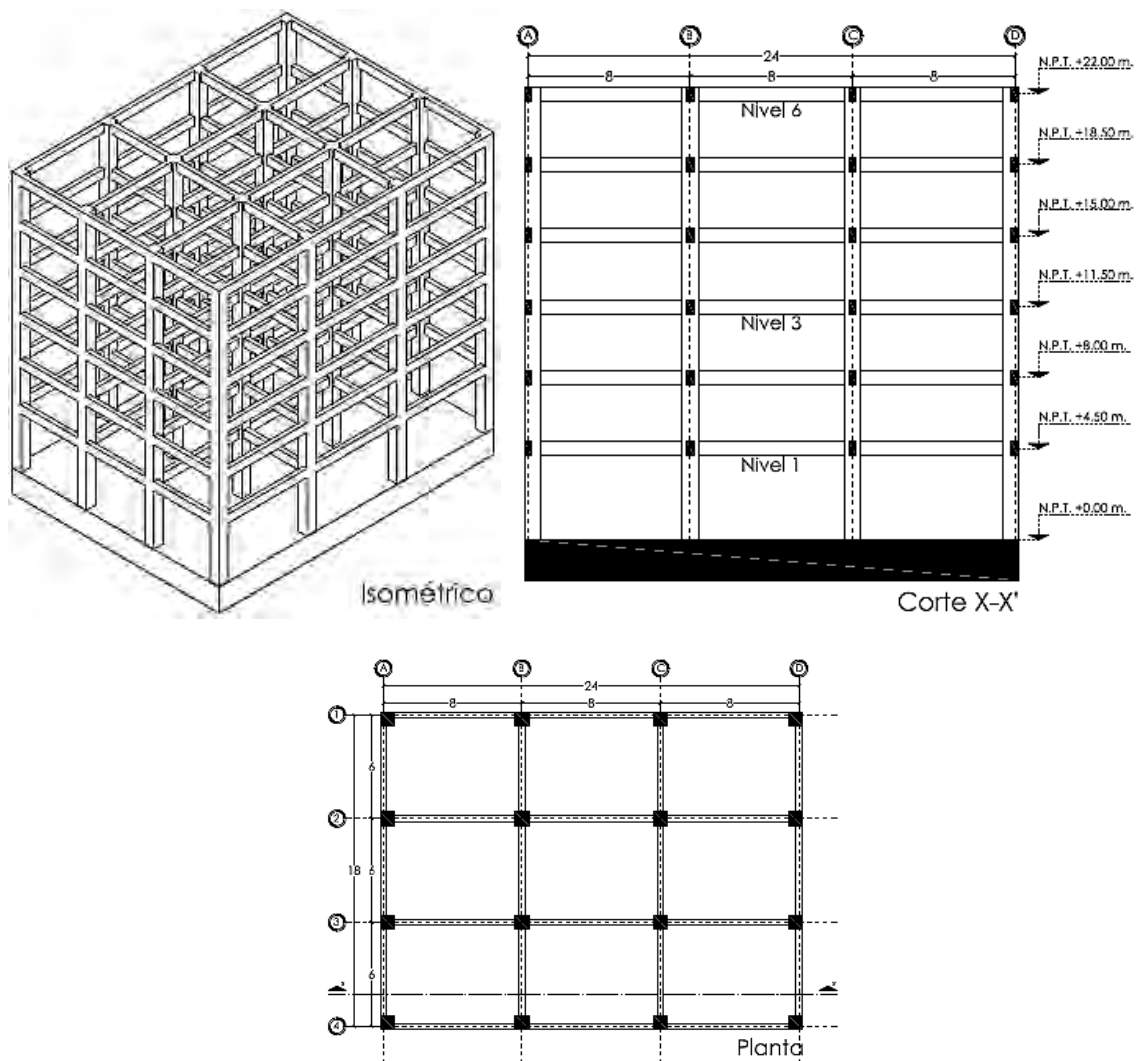 Isométrico
A B C D
24
8 8 8
N.P.T. +22.00 m.
Nivel 6
N.P.T. +18.50 m.
N.P.T. +15.00 m.
N.P.T. +11.50 m.
Nivel 3
N.P.T. +8.00 m.
N.P.T. +4.50 m.
Nivel 1
N.P.T. +0.00 m.
Corte X-X'
A B C D
24
8 8 8
1
6
2
18 6
3
6
4
Planta